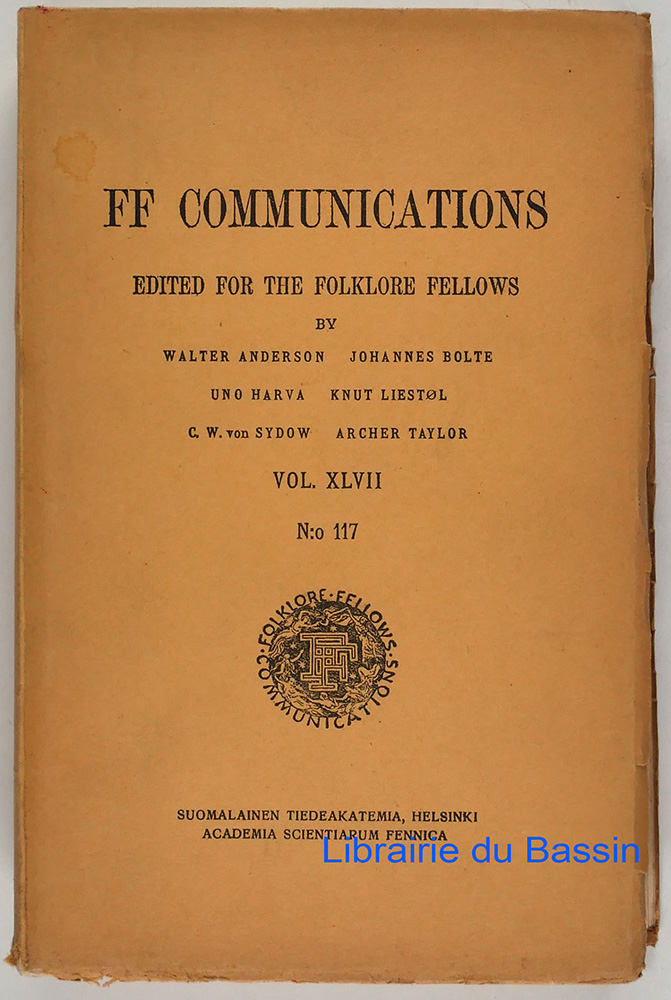 FF COMMUNICATIONS
EDITED FOR THE FOLKLORE FELLOWS
BY
WALTER ANDERSON JOHANNES BOLTE
UNO HARVA KNUT LIESTØL
C. W. von SYDOW ARCHER TAYLOR
VOL. XLVII
N:o 117
FOLKLORE · FELLOWS ·
COMMUNICATIONS
FF
SUOMALAINEN TIEDEAKATEMIA, HELSINKI
ACADEMIA SCIENTIARUM FENNICA
Librairie du Bassin